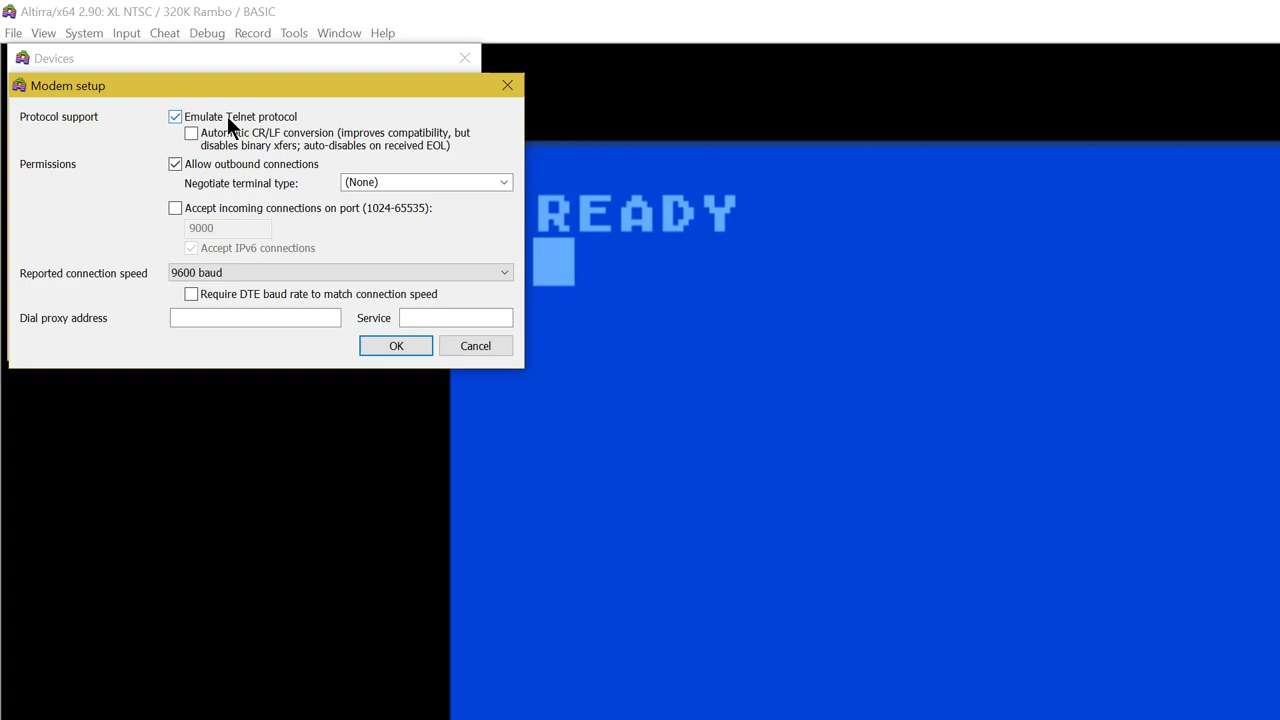 Altirra/x64 2.90: XL NTSC / 320K Rambo / BASIC
File View System Input Cheat Debug Record Tools Window Help
Devices
Modem setup
Protocol support
Emulate Telnet protocol
Automatic CR/LF conversion (improves compatibility, but
disables binary xfers; auto-disables on received EOL)
Permissions
Allow outbound connections
Negotiate terminal type: (None)
Accept incoming connections on port (1024-65535):
9000
Accept IPv6 connections
Reported connection speed 9600 baud
Require DTE baud rate to match connection speed
Dial proxy address Service
OK Cancel
READY